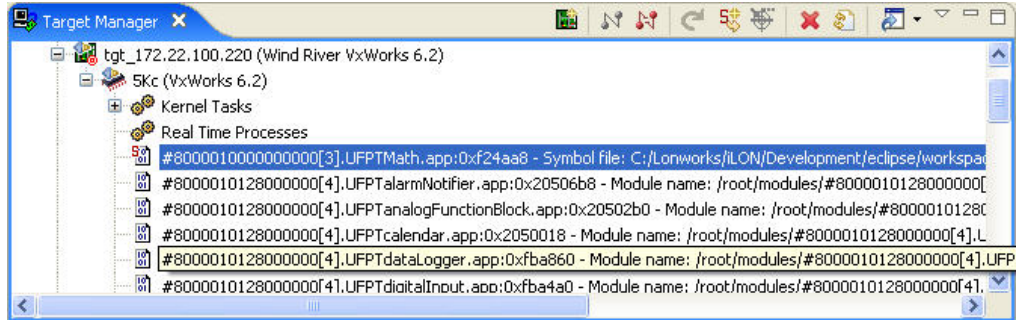 Target Manager
tgt_172.22.100.220 (Wind River VxWorks 6.2)
5Kc (VxWorks 6.2)
Kernel Tasks
Real Time Processes
#8000010000000000[3].UFPTMath.app:0xf24aa8 - Symbol file: C:/Lonworks/iLON/Development/eclipse/workspac
#8000010128000000[4].UFPTalarmNotifier.app:0x20506b8 - Module name: /root/modules/#8000010128000000[
#8000010128000000[4].UFPTanalogFunctionBlock.app:0x20502b0 - Module name: /root/modules/#80000101280
#8000010128000000[4].UFPTcalendar.app:0x2050018 - Module name: /root/modules/#8000010128000000[4].U
#8000010128000000[4].UFPTdataLogger.app:0xfba860 - Module name: /root/modules/#8000010128000000[4].UFP
#8000010128000000[4].UFPTdigitalInput.app:0xfba4a0 - Module name: /root/modules/#8000010128000000[4].